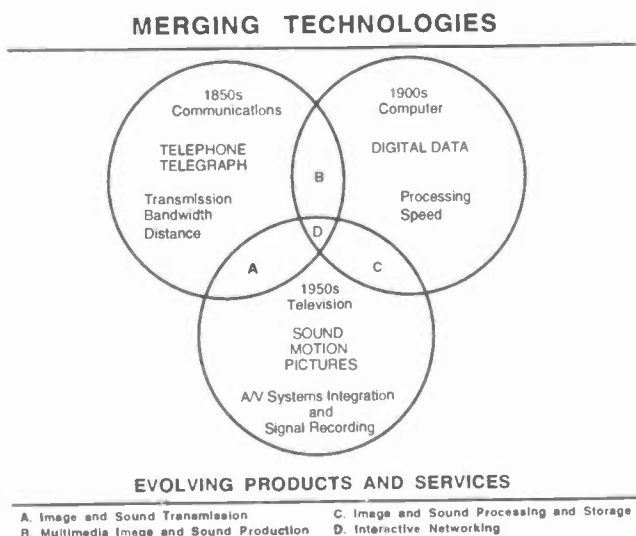 MERGING TECHNOLOGIES
1850s
Communications
TELEPHONE
TELEGRAPH
Transmission
Bandwidth
Distance
1900s
Computer
DIGITAL DATA
Processing
Speed
B
D
A
C
1950s
Television
SOUND
MOTION
PICTURES
A/V Systems Integration
and
Signal Recording
EVOLVING PRODUCTS AND SERVICES
A. Image and Sound Transmission
B. Multimedia Image and Sound Production
C. Image and Sound Processing and Storage
D. Interactive Networking